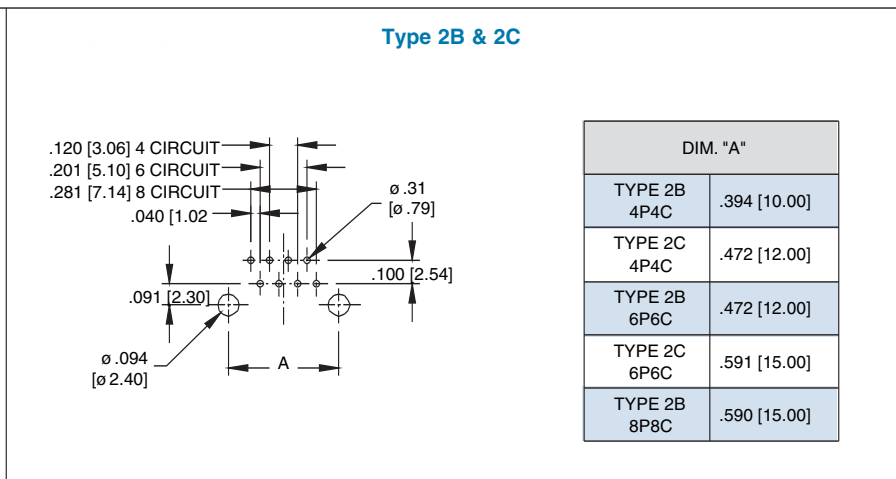 Type 2B & 2C
.120 [3.06] 4 CIRCUIT
.201 [5.10] 6 CIRCUIT
.281 [7.14] 8 CIRCUIT
.040 [1.02
ø .31
[ø .79]
.100 [2.54]
.091 [2.30]
ø .094
[ø 2.40]
A
DIM. "A"
TYPE 2B
4P4C
.394 [10.00]
TYPE 2C
4P4C
.472 [12.00]
TYPE 2B
6P6C
.472 [12.00]
TYPE 2C
6P6C
.591 [15.00]
TYPE 2B
8P8C
.590 [15.00]